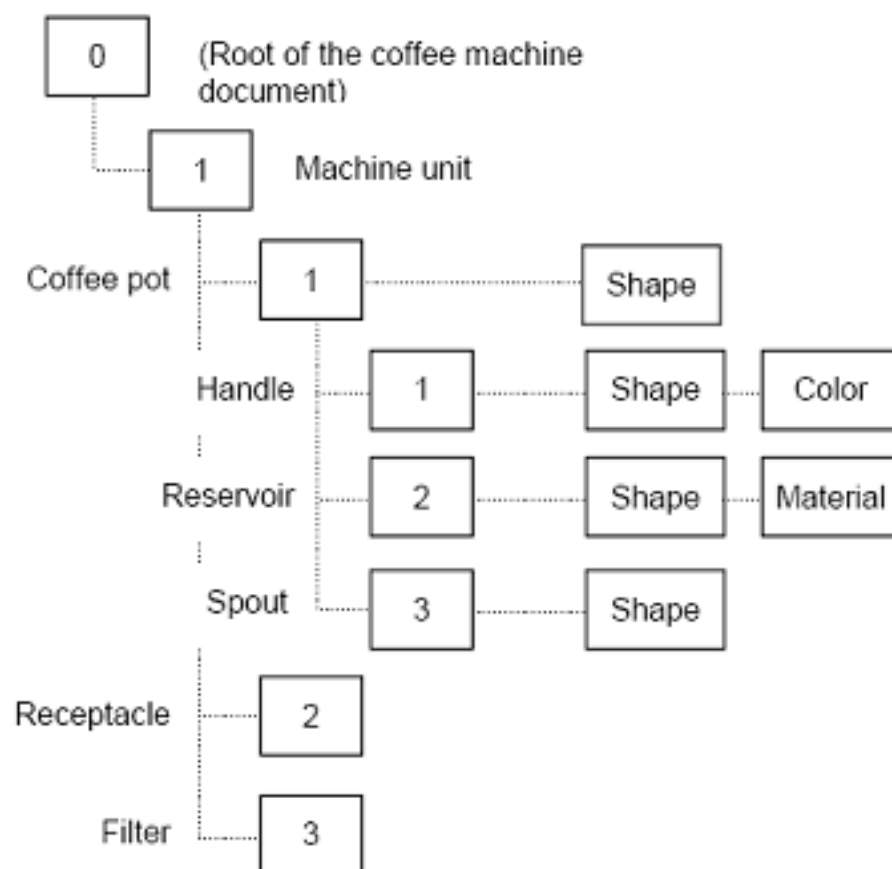 0 (Root of the coffee machine
document)
1 Machine unit
Coffee pot 1 Shape
Handle 1 Shape Color
Reservoir 2 Shape Material
Spout 3 Shape
Receptacle 2
Filter 3